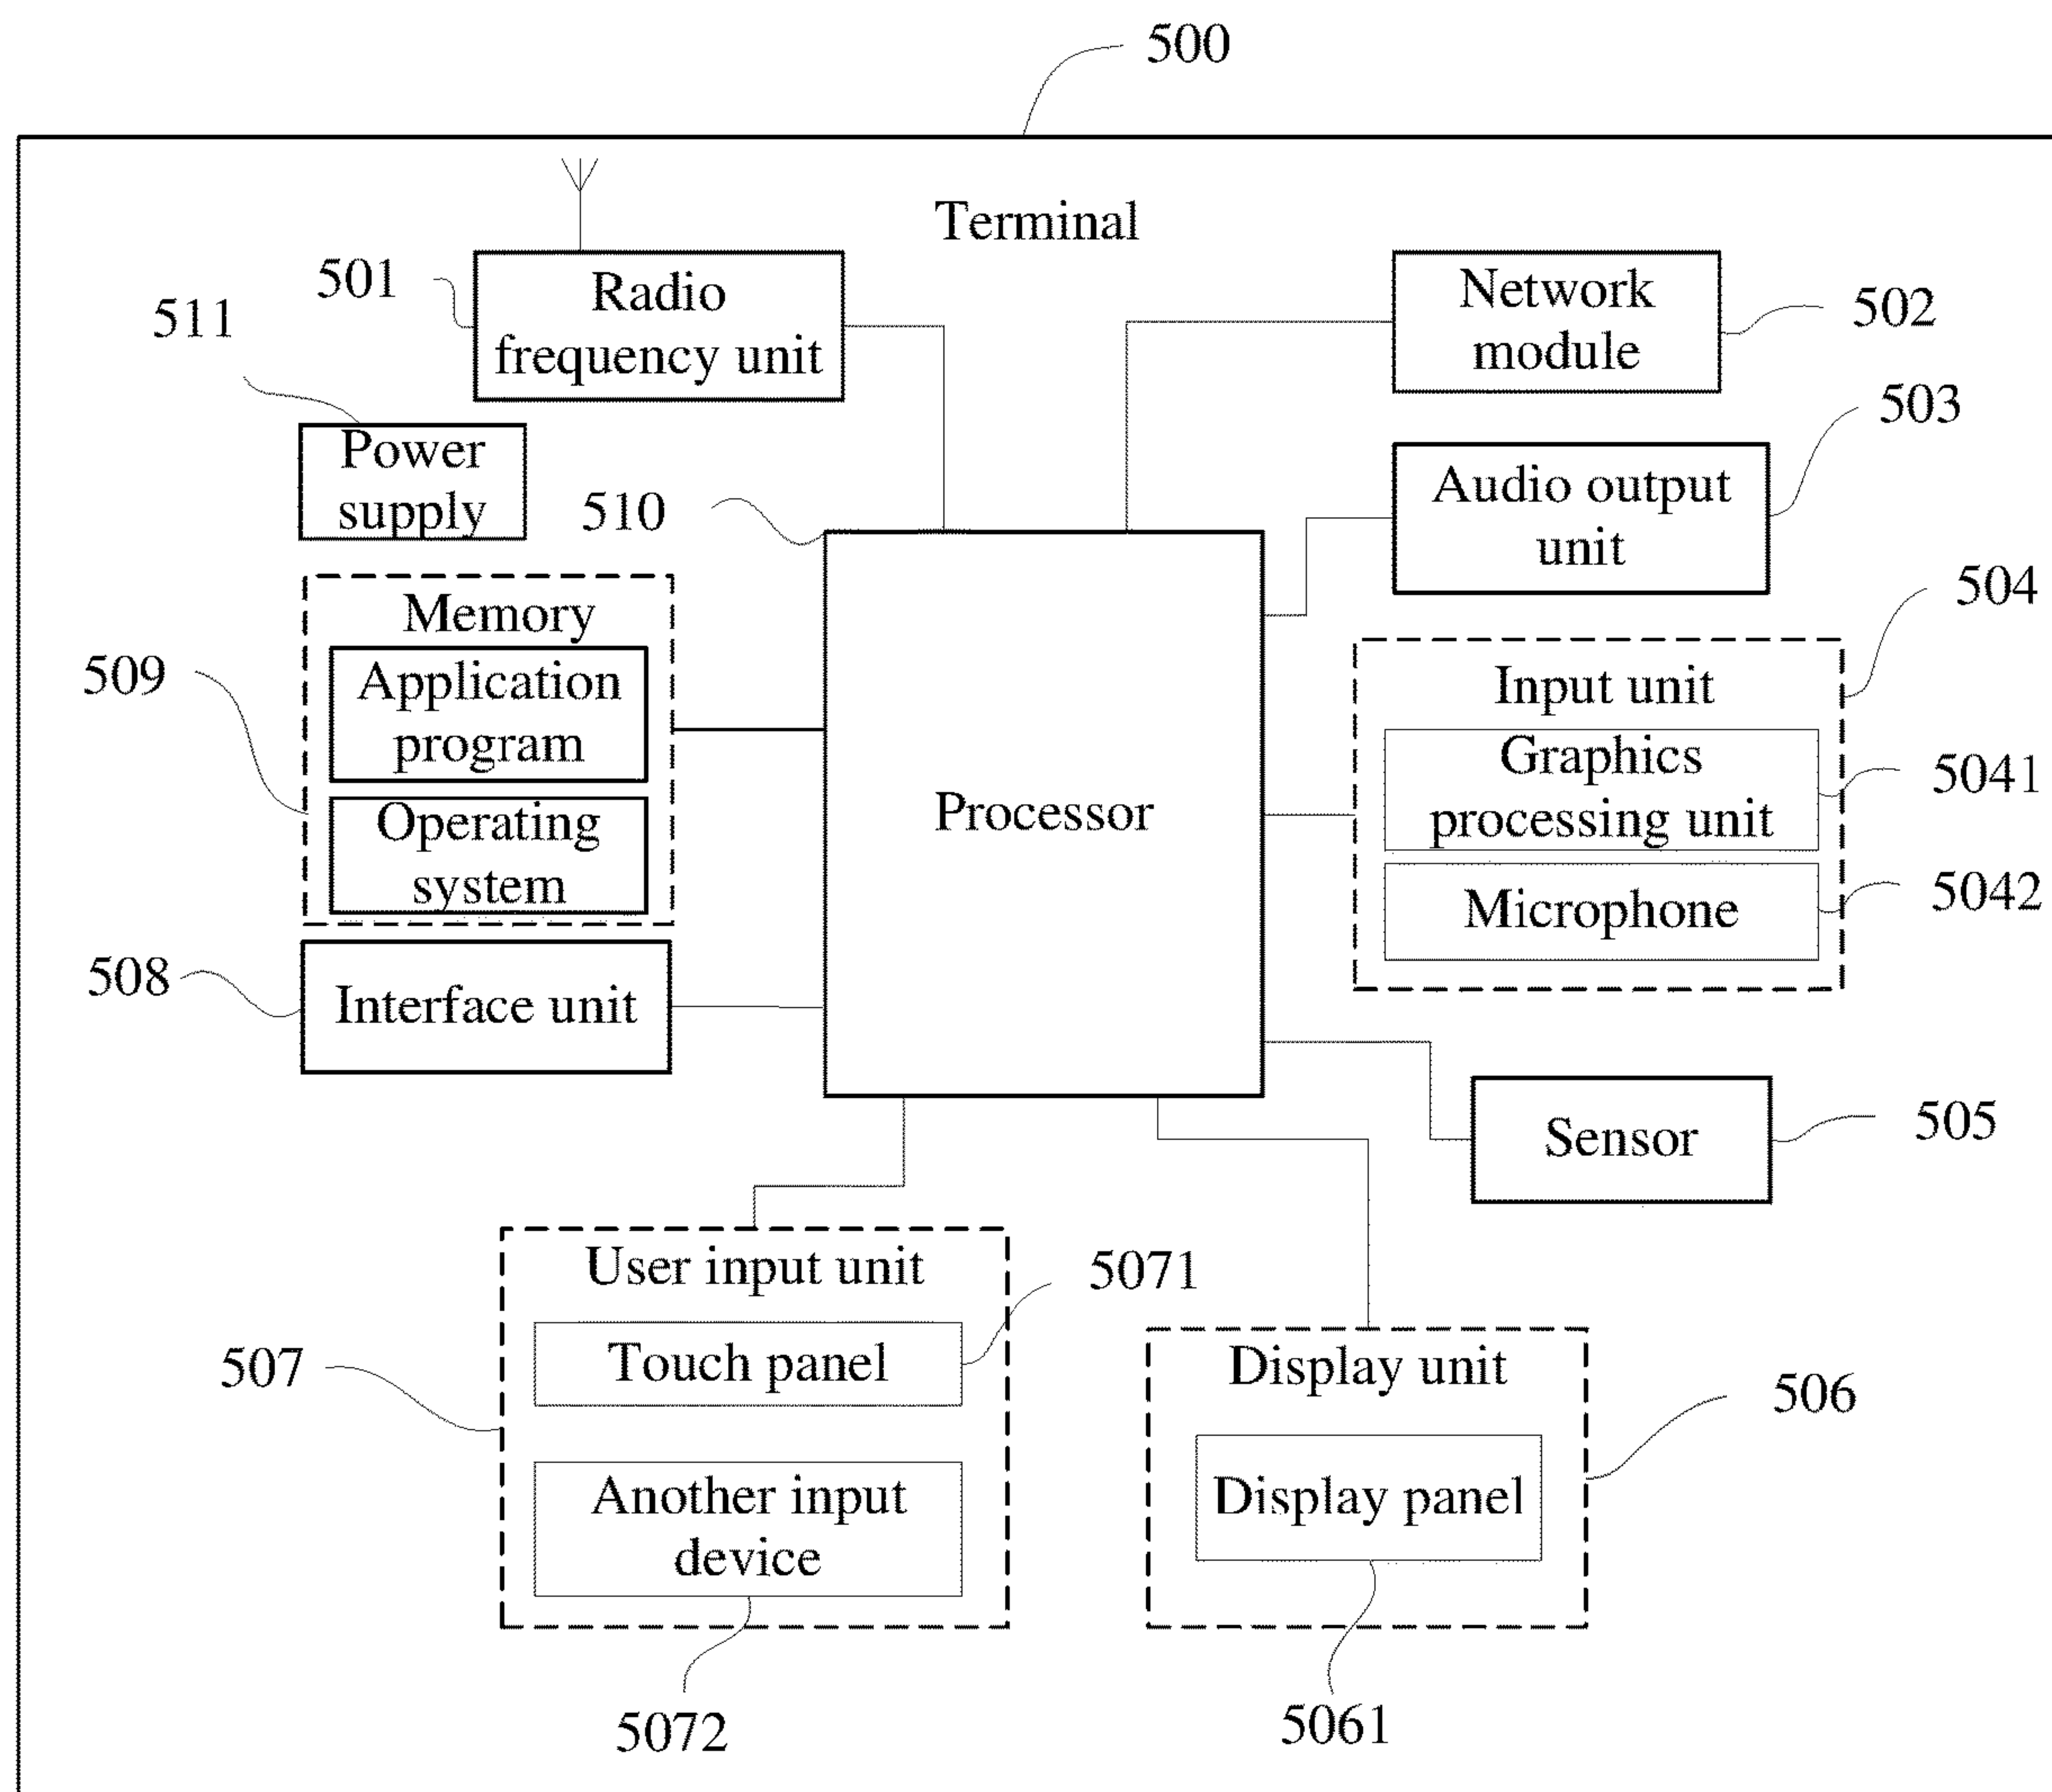 500
Terminal
501
Radio
frequency unit
Network
module
502
511
Power
supply
503
Audio output
unit
510
504
Memory
509
Application
program
Operating
system
Processor
Input unit
Graphics
processing unit
5041
Microphone
5042
508
Interface unit
Sensor
505
User input unit
5071
507
Touch panel
Another input
device
5072
Display unit
506
Display panel
5061